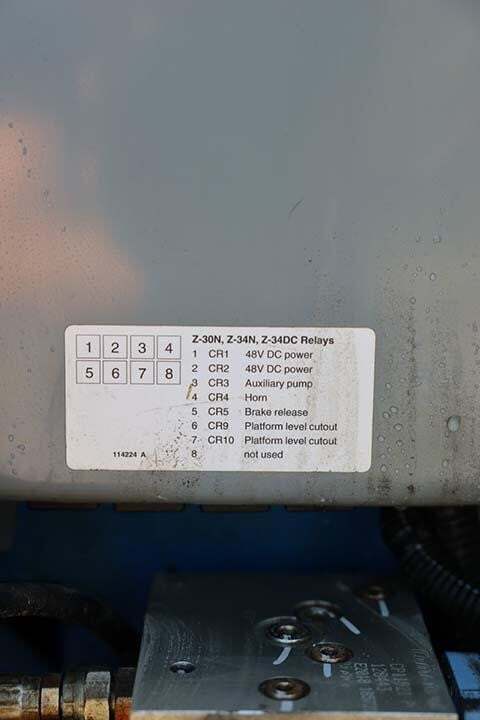 1 2 3 4
5 6 7 8
Z-30N, Z-34N, Z-34DC Relays
1 CR1 48V DC power
2 CR2 48V DC power
3 CR3 Auxiliary pump
4 CR4 Horn
5 CR5 Brake release
6 CR9 Platform level cutout
7 CR10 Platform level cutout
8 not used
114224 A